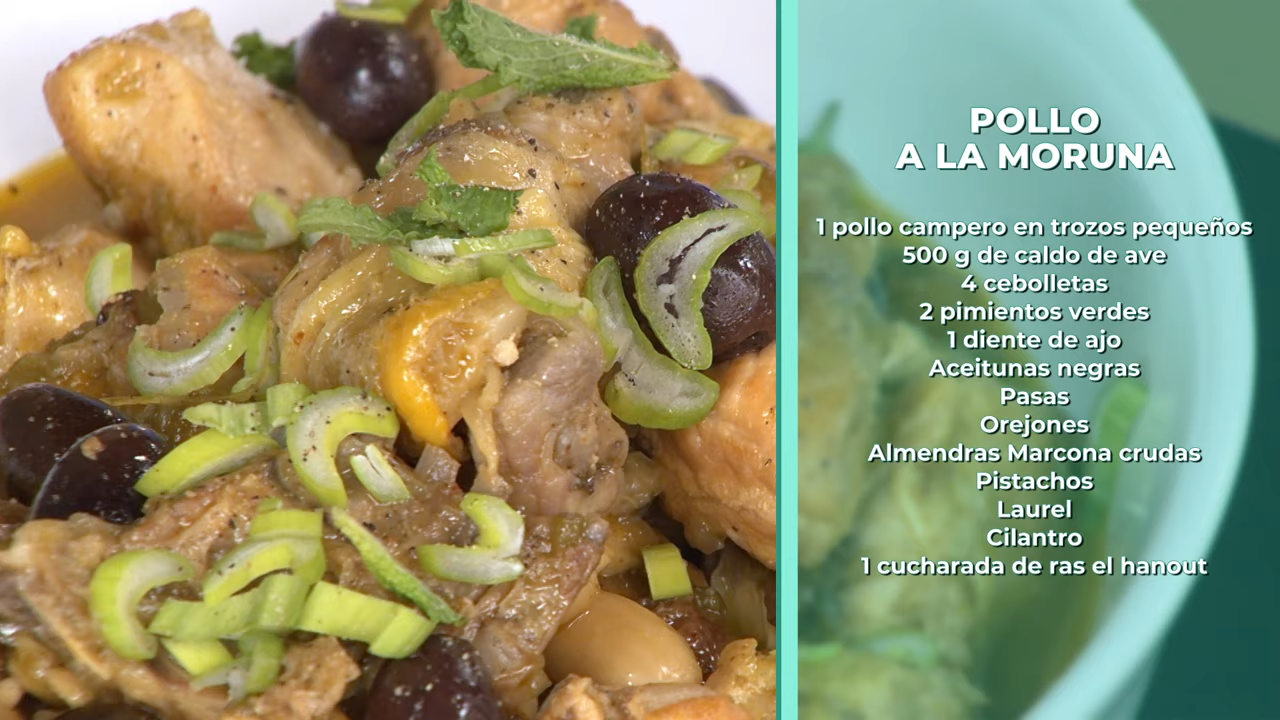 POLLO
A LA MORUNA
1 pollo campero en trozos pequeños
500 g de caldo de ave
4 cebolletas
2 pimientos verdes
1 diente de ajo
Aceitunas negras
Pasas
Orejones
Almendras Marcona crudas
Pistachos
Laurel
Cilantro
1 cucharada de ras el hanout